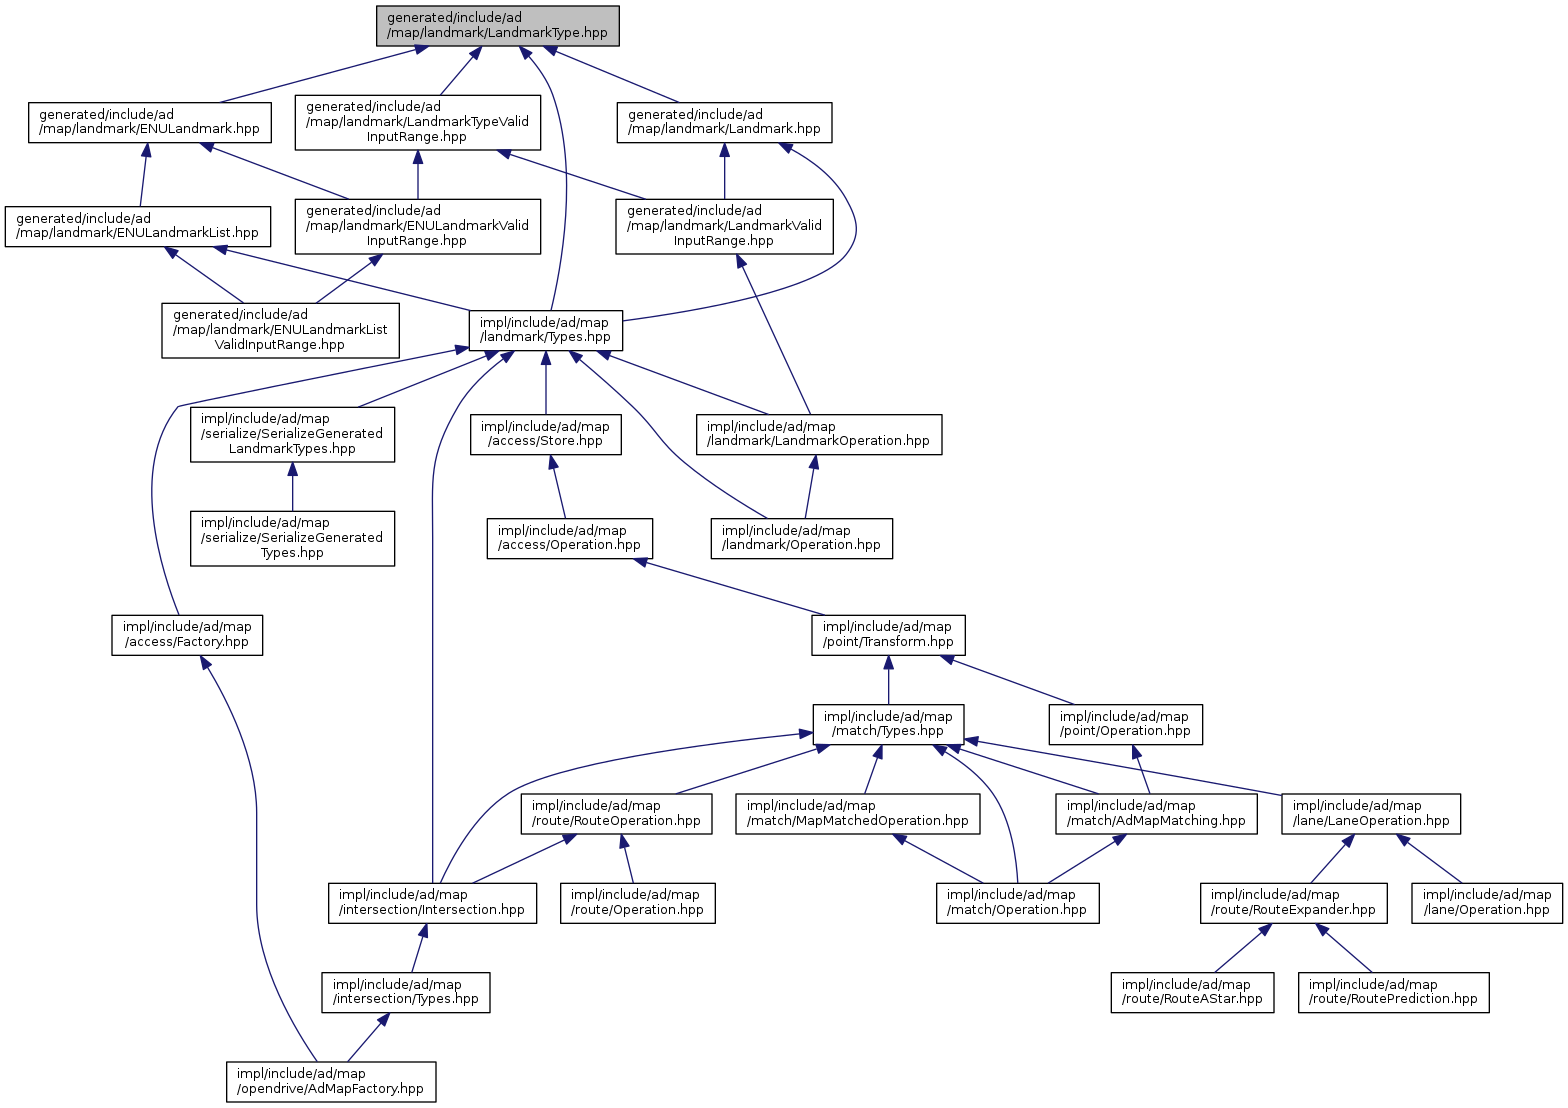 generated/include/ad
/map/landmark/LandmarkType.hpp
generated/include/ad
/map/landmark/ENULandmark.hpp
generated/include/ad
/map/landmark/LandmarkTypeValid
InputRange.hpp
generated/include/ad
/map/landmark/Landmark.hpp
generated/include/ad
/map/landmark/ENULandmarkList.hpp
generated/include/ad
/map/landmark/ENULandmarkValid
InputRange.hpp
generated/include/ad
/map/landmark/LandmarkValid
InputRange.hpp
generated/include/ad
/map/landmark/ENULandmarkList
ValidInputRange.hpp
impl/include/ad/map
/landmark/Types.hpp
impl/include/ad/map
/serialize/SerializeGenerated
LandmarkTypes.hpp
impl/include/ad/map
/access/Store.hpp
impl/include/ad/map
/landmark/LandmarkOperation.hpp
impl/include/ad/map
/serialize/SerializeGenerated
Types.hpp
impl/include/ad/map
/access/Operation.hpp
impl/include/ad/map
/landmark/Operation.hpp
impl/include/ad/map
/access/Factory.hpp
impl/include/ad/map
/point/Transform.hpp
impl/include/ad/map
/match/Types.hpp
impl/include/ad/map
/point/Operation.hpp
impl/include/ad/map
/route/RouteOperation.hpp
impl/include/ad/map
/match/MapMatchedOperation.hpp
impl/include/ad/map
/match/AdMapMatching.hpp
impl/include/ad/map
/lane/LaneOperation.hpp
impl/include/ad/map
/intersection/Intersection.hpp
impl/include/ad/map
/route/Operation.hpp
impl/include/ad/map
/match/Operation.hpp
impl/include/ad/map
/route/RouteExpander.hpp
impl/include/ad/map
/lane/Operation.hpp
impl/include/ad/map
/intersection/Types.hpp
impl/include/ad/map
/route/RouteAStar.hpp
impl/include/ad/map
/route/RoutePrediction.hpp
impl/include/ad/map
/opendrive/AdMapFactory.hpp